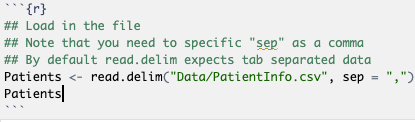 ```{r}
## Load in the file
## Note that you need to specific "sep" as a comma
## By default read.delim expects tab separated data
Patients <- read.delim("Data/PatientInfo.csv", sep = ",")
Patients
```